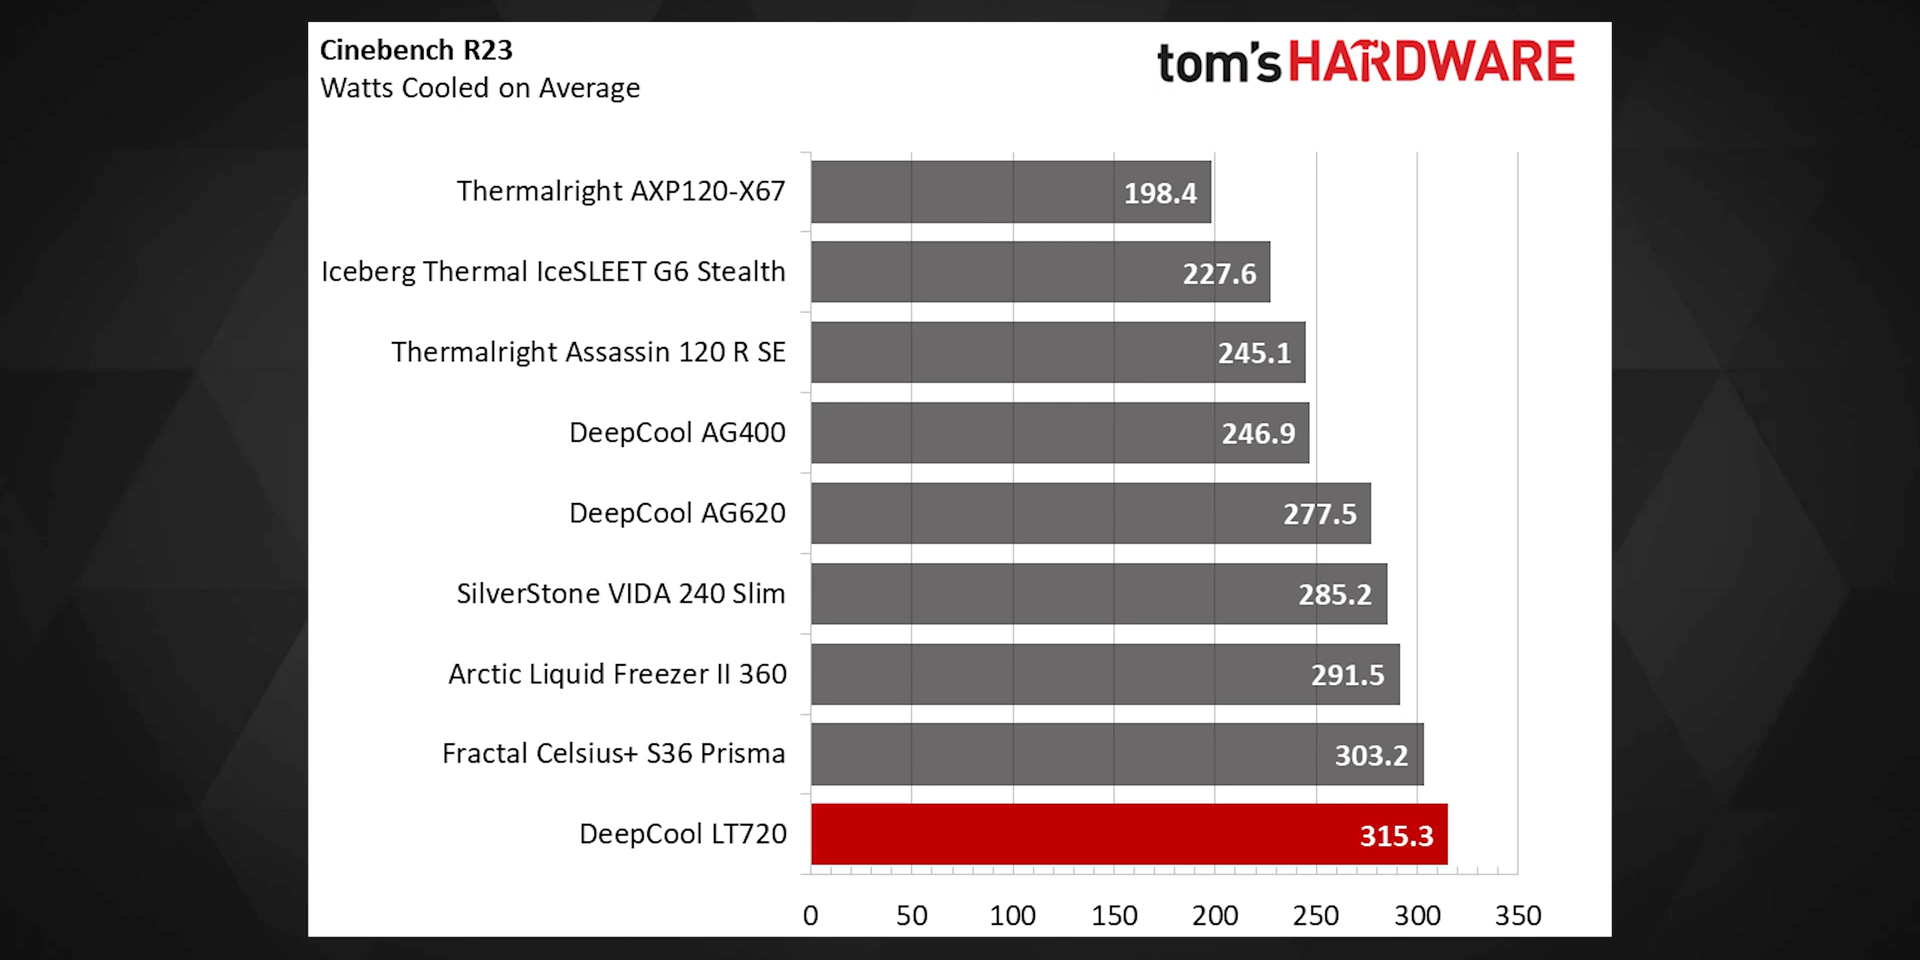 Cinebench R23
Watts Cooled on Average
tom's HARDWARE
Thermalright AXP120-X67 198.4
Iceberg Thermal IceSLEET G6 Stealth 227.6
Thermalright Assassin 120 R SE 245.1
DeepCool AG400 246.9
DeepCool AG620 277.5
SilverStone VIDA 240 Slim 285.2
Arctic Liquid Freezer II 360 291.5
Fractal Celsius+ S36 Prisma 303.2
DeepCool LT720 315.3
0 50 100 150 200 250 300 350